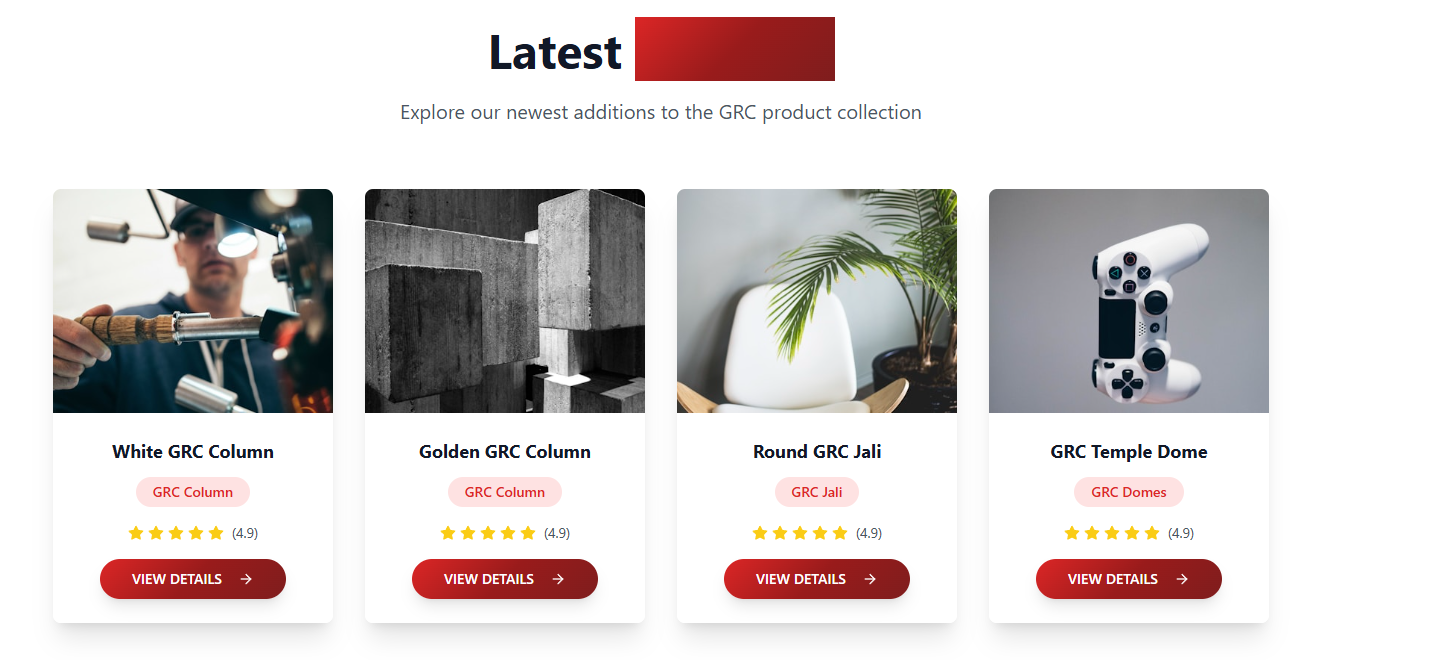 Latest
Explore our newest additions to the GRC product collection
White GRC Column
GRC Column
(4.9)
VIEW DETAILS
Golden GRC Column
GRC Column
(4.9)
VIEW DETAILS
Round GRC Jali
GRC Jali
(4.9)
VIEW DETAILS
GRC Temple Dome
GRC Domes
(4.9)
VIEW DETAILS